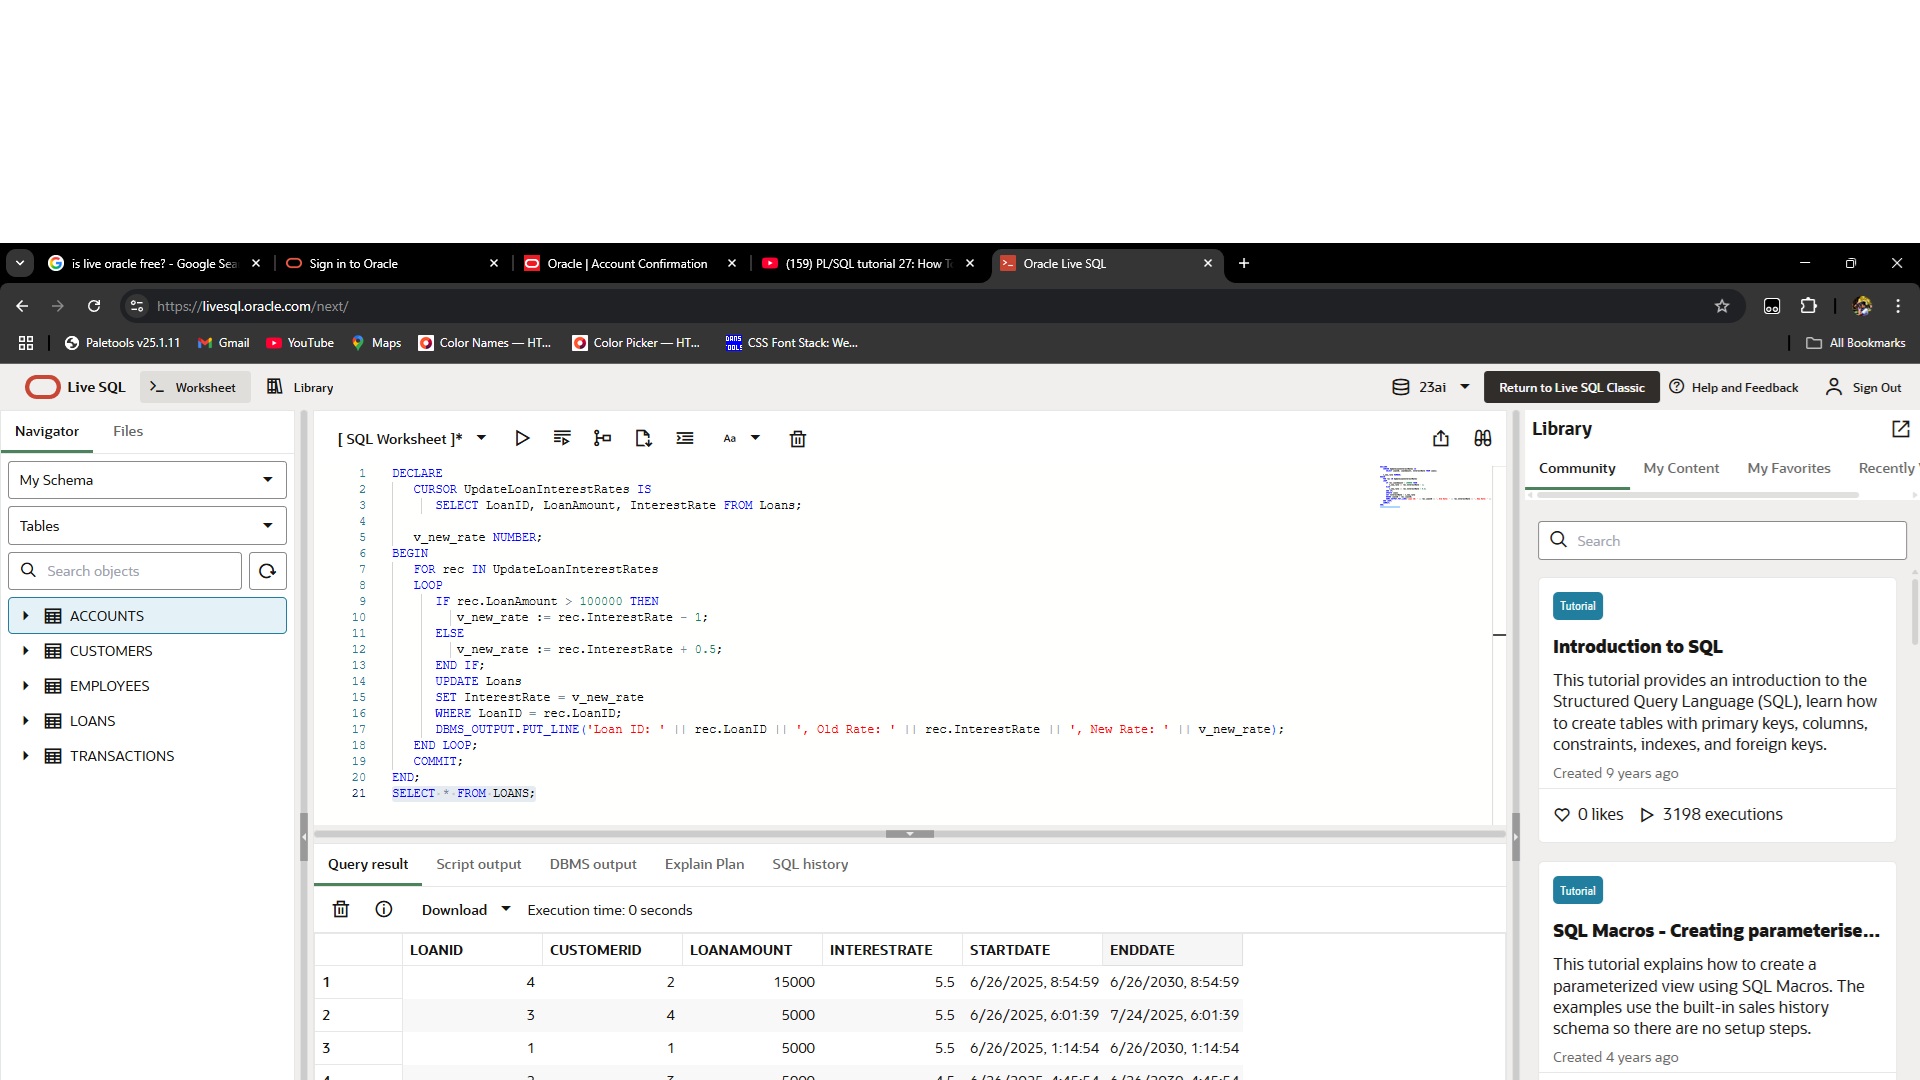 is live oracle free? - Google Sea
Sign in to Oracle
Oracle | Account Confirmation
(159) PL/SQL tutorial 27: How T
Oracle Live SQL
https://livesql.oracle.com/next/
Paletools v25.1.11
Gmail
YouTube
Maps
Color Names — HT...
Color Picker — HT...
CSS Font Stack: We...
All Bookmarks
Live SQL
Worksheet
Library
23ai
Return to Live SQL Classic
Help and Feedback
Sign Out
Navigator
Files
My Schema
Tables
Search objects
ACCOUNTS
CUSTOMERS
EMPLOYEES
LOANS
TRANSACTIONS
[ SQL Worksheet ]*
Aa
1 DECLARE
2 CURSOR UpdateLoanInterestRates IS
3 SELECT LoanID, LoanAmount, InterestRate FROM Loans;
4
5 v_new_rate NUMBER;
6 BEGIN
7 FOR rec IN UpdateLoanInterestRates
8 LOOP
9 IF rec.LoanAmount > 100000 THEN
10 v_new_rate := rec.InterestRate - 1;
11 ELSE
12 v_new_rate := rec.InterestRate + 0.5;
13 END IF;
14 UPDATE Loans
15 SET InterestRate = v_new_rate
16 WHERE LoanID = rec.LoanID;
17 DBMS_OUTPUT.PUT_LINE('Loan ID: ' || rec.LoanID || ', Old Rate: ' || rec.InterestRate || ', New Rate: ' || v_new_rate);
18 END LOOP;
19 COMMIT;
20 END;
21 SELECT * FROM LOANS;
Query result
Script output
DBMS output
Explain Plan
SQL history
Download
Execution time: 0 seconds
LOANID CUSTOMERID LOANAMOUNT INTERESTRATE STARTDATE ENDDATE
1 4 2 15000 5.5 6/26/2025, 8:54:59 6/26/2030, 8:54:59
2 3 4 5000 5.5 6/26/2025, 6:01:39 7/24/2025, 6:01:39
3 1 1 5000 5.5 6/26/2025, 1:14:54 6/26/2030, 1:14:54
Library
Community
My Content
My Favorites
Recently
Search
Tutorial
Introduction to SQL
This tutorial provides an introduction to the
Structured Query Language (SQL), learn how
to create tables with primary keys, columns,
constraints, indexes, and foreign keys.
Created 9 years ago
0 likes
3198 executions
Tutorial
SQL Macros - Creating parameterise...
This tutorial explains how to create a
parameterized view using SQL Macros. The
examples use the built-in sales history
schema so there are no setup steps.
Created 4 years ago